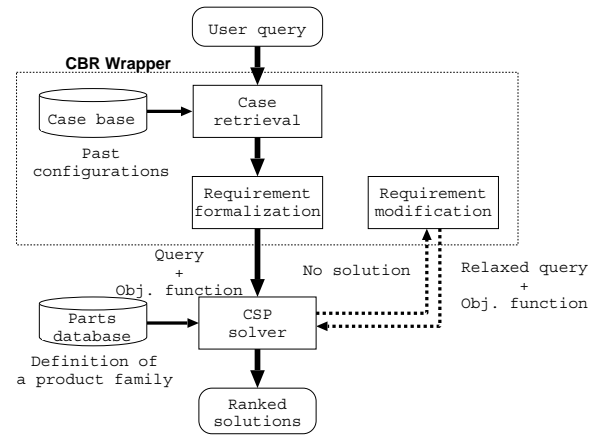 User query
CBR Wrapper
Case base
Case
retrieval
Past
configurations
Requirement
formalization
Requirement
modification
Query
+
Obj. function
No solution
Relaxed query
+
Obj. function
Parts
database
CSP
solver
Definition of
a product family
Ranked
solutions